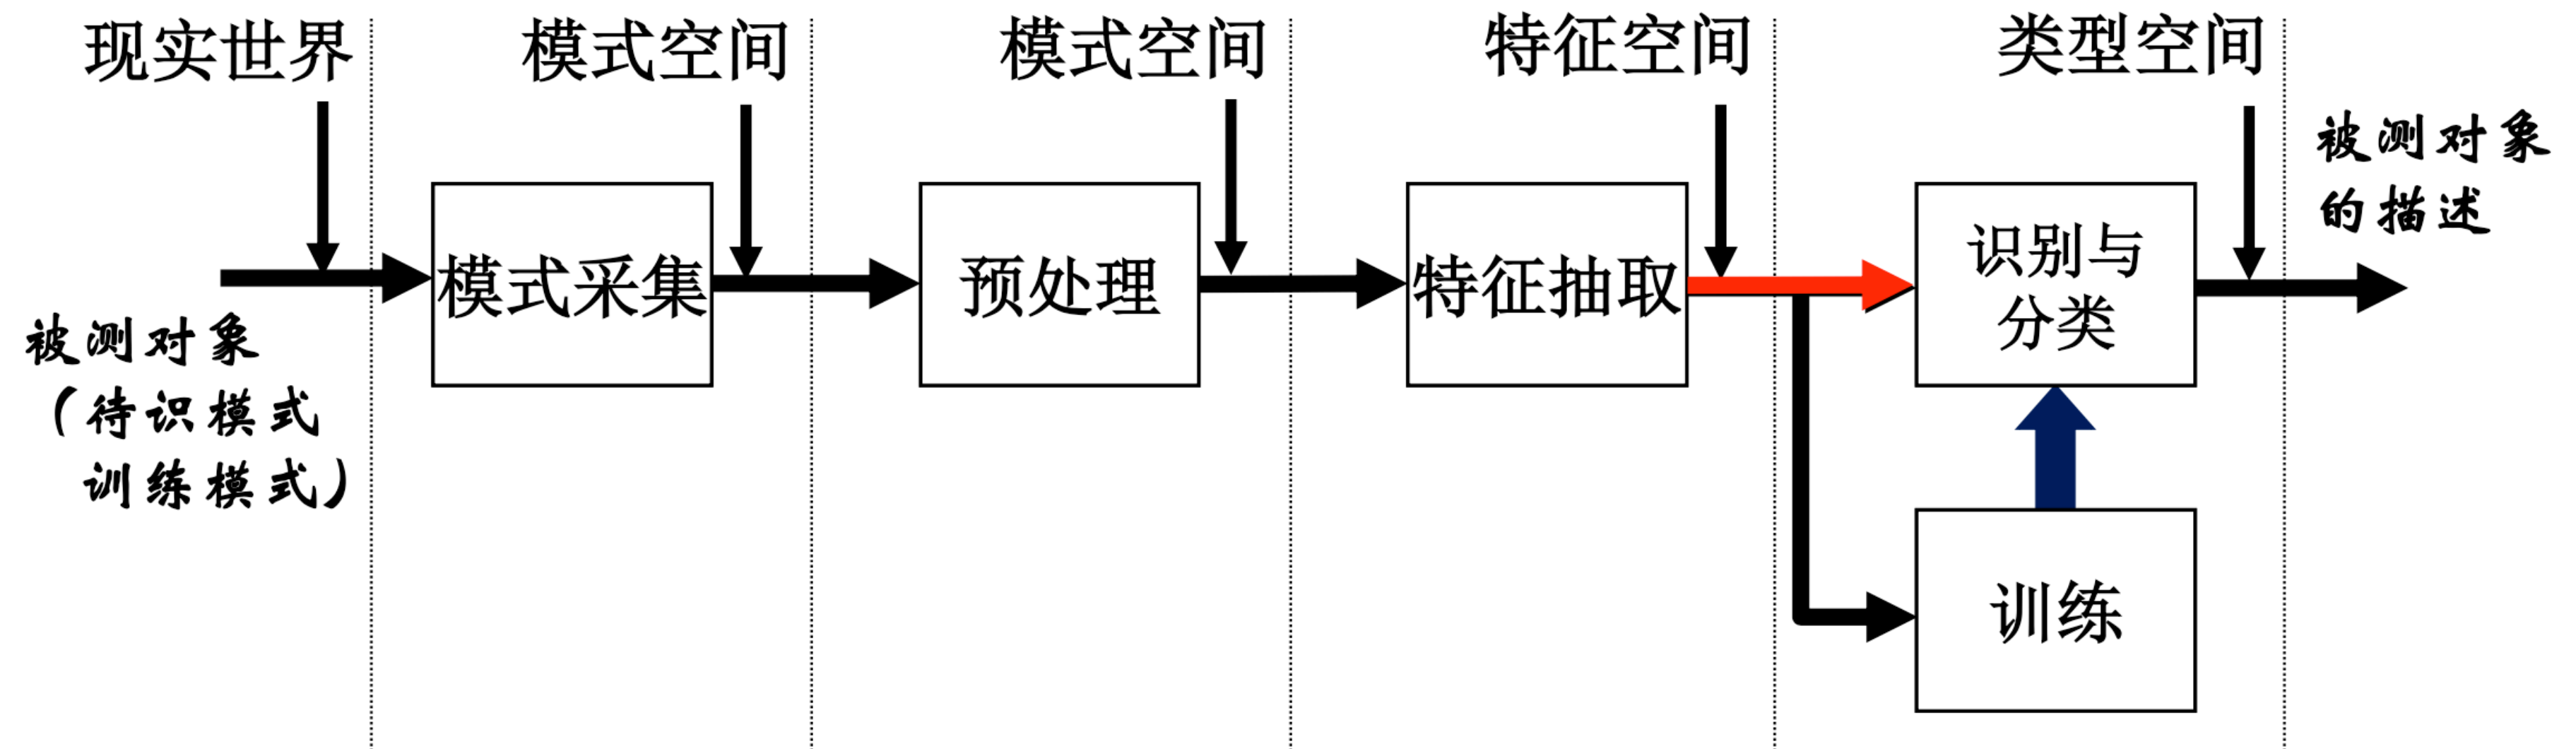 现实世界
模式空间
模式空间
特征空间
类型空间
被测对象
的描述
模式采集
预处理
特征抽取
识别与
分类
被测对象
（待识模式
训练模式）
训练